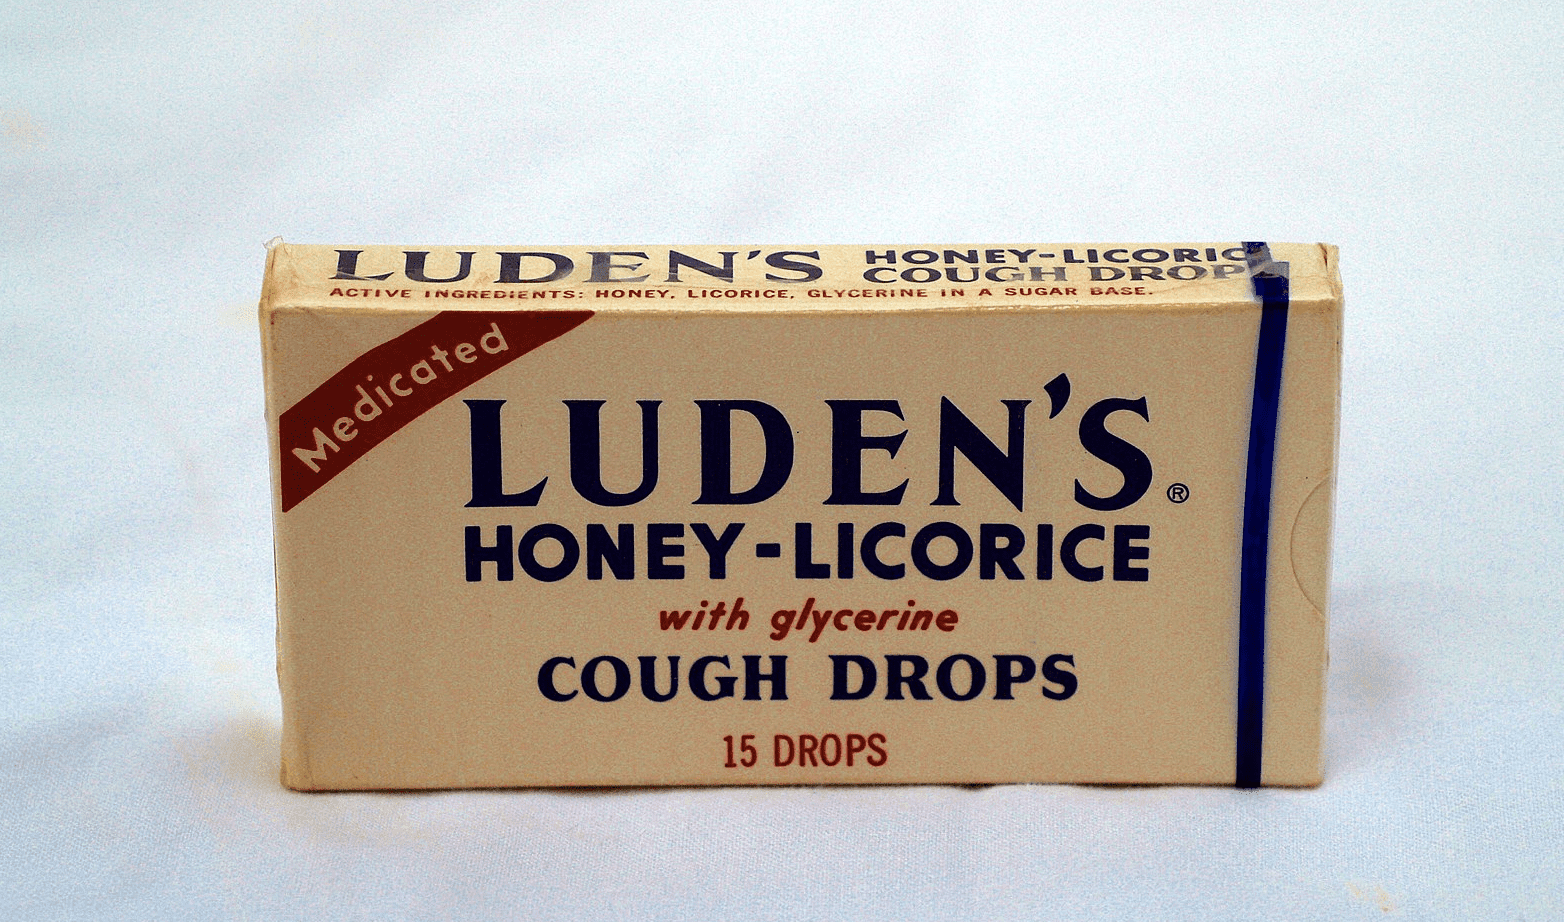 LUDEN'S
HONEY-LICORIC
COUGH DROP
ACTIVE INGREDIENTS: HONEY, LICORICE, GLYCERINE IN A SUGAR BASE.
Medicated
LUDEN'S®
HONEY-LICORICE
with glycerine
COUGH DROPS
15 DROPS